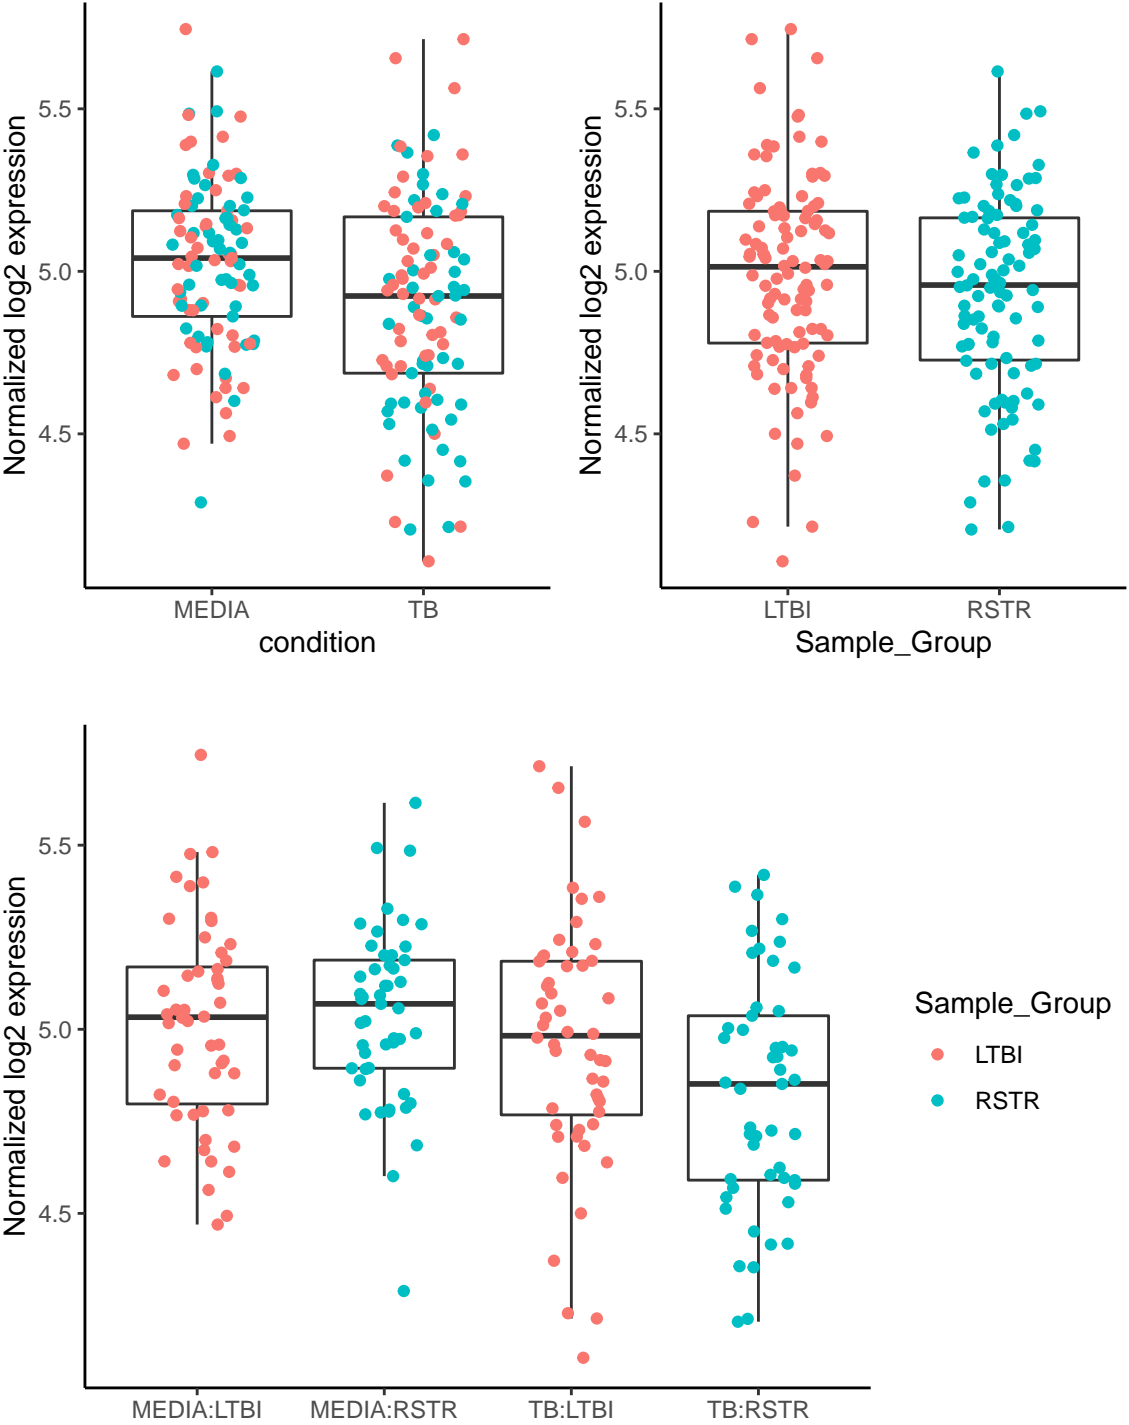 Normalized log2 expression
5.5
5.0
4.5
MEDIA TB
condition
Normalized log2 expression
5.5
5.0
4.5
LTBI RSTR
Sample_Group
Normalized log2 expression
5.5
5.0
4.5
MEDIA:LTBI MEDIA:RSTR TB:LTBI TB:RSTR
Sample_Group
LTBI
RSTR